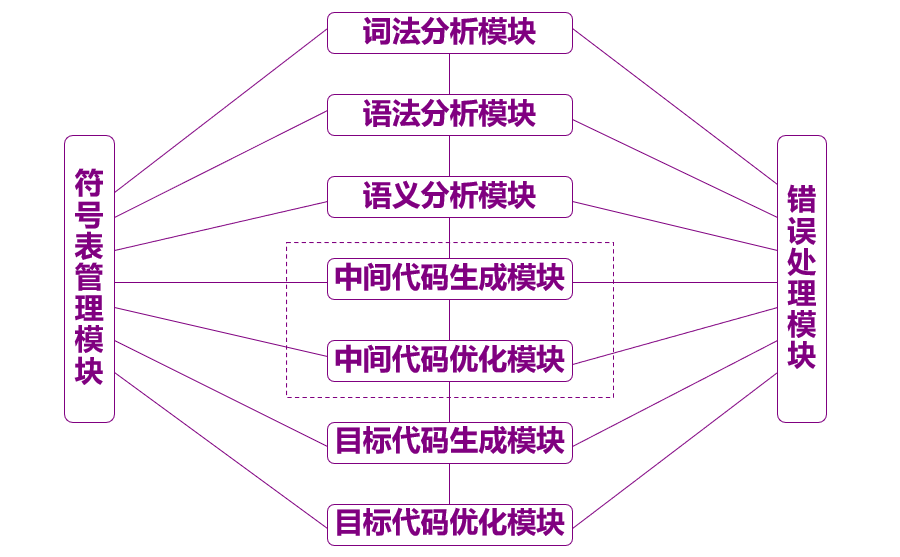 词法分析模块
语法分析模块
语义分析模块
中间代码生成模块
中间代码优化模块
目标代码生成模块
目标代码优化模块
符号表管理模块
错误处理模块